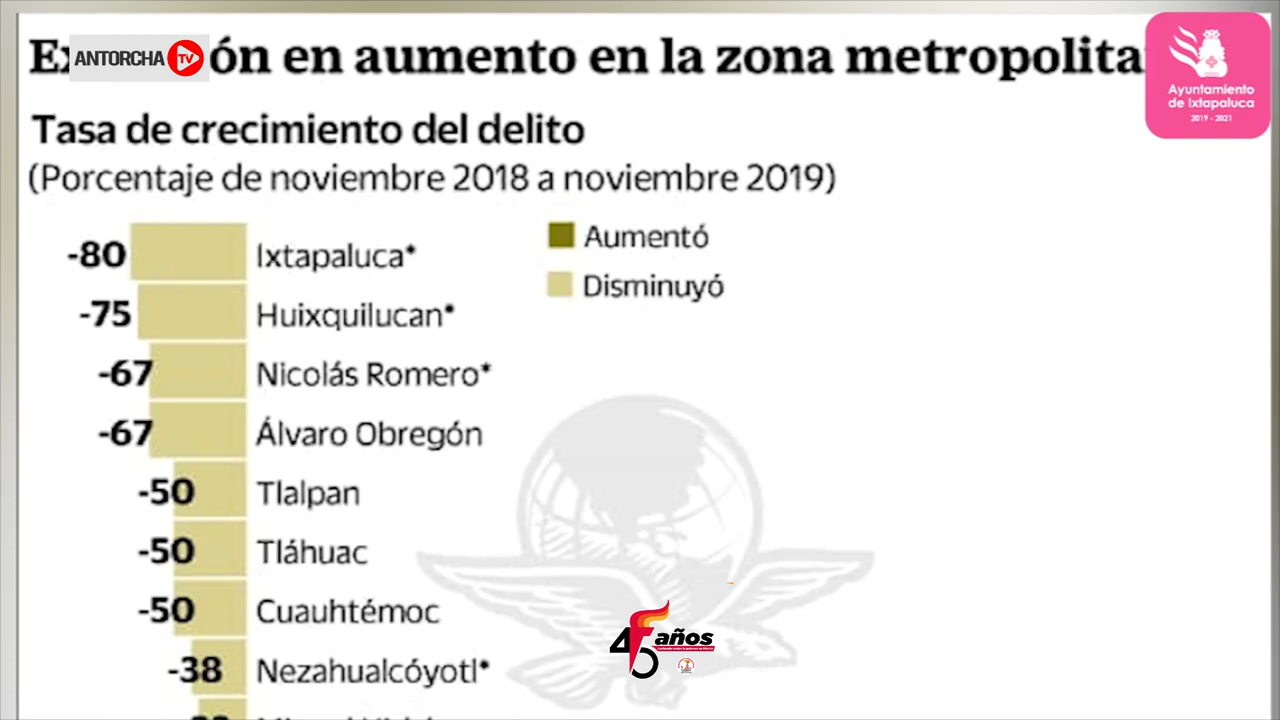 ANTORCHA TV
ón en aumento en la zona metropolita
Ayuntamiento
de Ixtapaluca
2019 - 2021
Tasa de crecimiento del delito
(Porcentaje de noviembre 2018 a noviembre 2019)
Aumentó
Disminuyó
-80 Ixtapaluca*
-75 Huixquilucan*
-67 Nicolás Romero*
-67 Álvaro Obregón
-50 Tlalpan
-50 Tláhuac
-50 Cuauhtémoc
-38 Nezahualcóyotl*
45 años